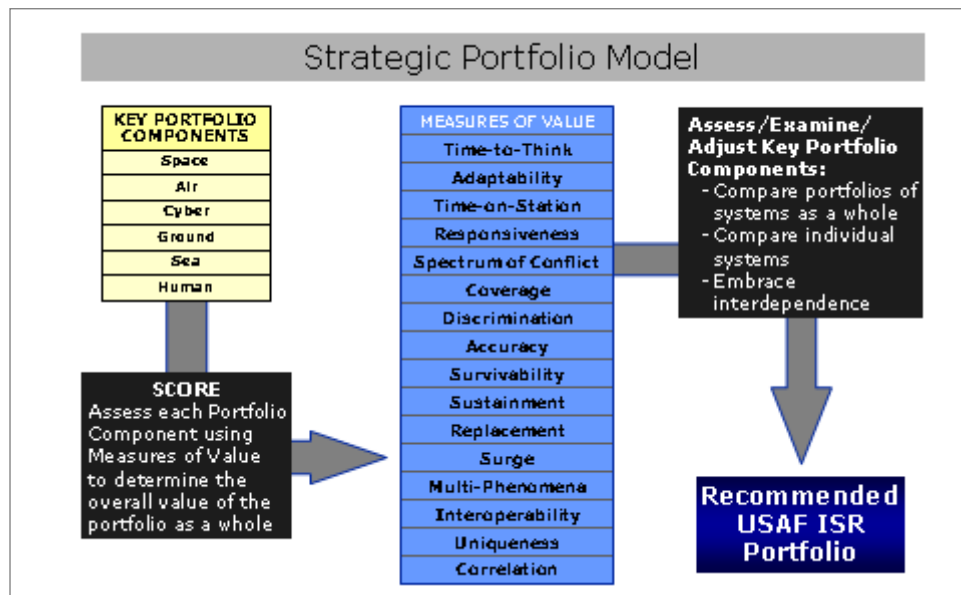 Strategic Portfolio Model
KEY PORTFOLIO
COMPONENTS
Space
Air
Cyber
Ground
Sea
Human
SCORE
Assess each Portfolio
Component using
Measures of Value
to determine the
overall value of the
portfolio as a whole
MEASURES OF VALUE
Time-to-Think
Adaptability
Time-on-Station
Responsiveness
Spectrum of Conflict
Coverage
Discrimination
Accuracy
Survivability
Sustainment
Replacement
Surge
Multi-Phenomena
Interoperability
Uniqueness
Correlation
Assess/Examine/
Adjust Key Portfolio
Components:
- Compare portfolios of
systems as a whole
- Compare individual
systems
- Embrace
interdependence
Recommended
USAF ISR
Portfolio